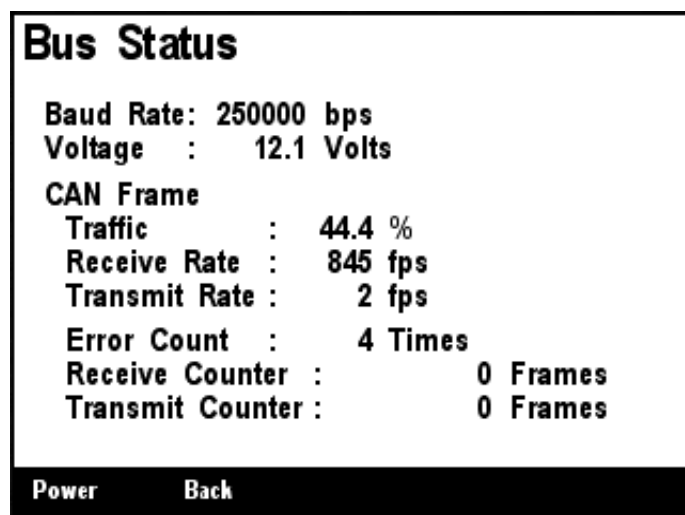 Bus Status
Baud Rate: 250000 bps
Voltage : 12.1 Volts
CAN Frame
Traffic : 44.4 %
Receive Rate : 845 fps
Transmit Rate : 2 fps
Error Count : 4 Times
Receive Counter : 0 Frames
Transmit Counter : 0 Frames
Power Back